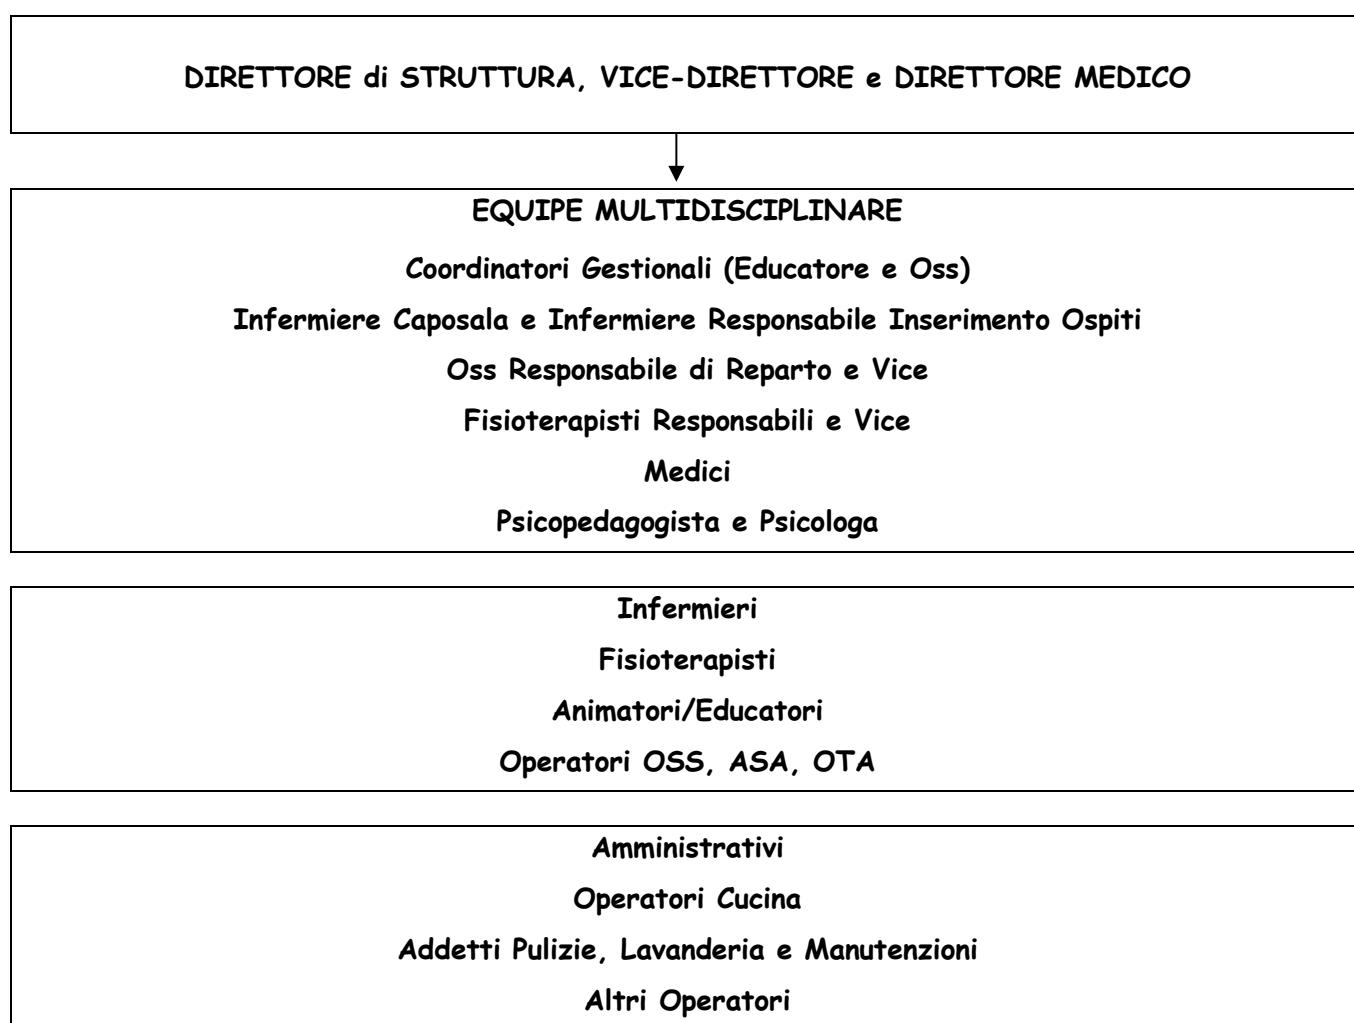 DIRETTORE di STRUTTURA, VICE-DIRETTORE e DIRETTORE MEDICO
EQUIPE MULTIDISCIPLINARE
Coordinatori Gestionali (Educatore e Oss)
Infermiere Caposala e Infermiere Responsabile Inserimento Ospiti
Oss Responsabile di Reparto e Vice
Fisioterapisti Responsabili e Vice
Medici
Psicopedagogista e Psicologa
Infermieri
Fisioterapisti
Animatori/Educatori
Operatori OSS, ASA, OTA
Amministrativi
Operatori Cucina
Addetti Pulizie, Lavanderia e Manutenzioni
Altri Operatori